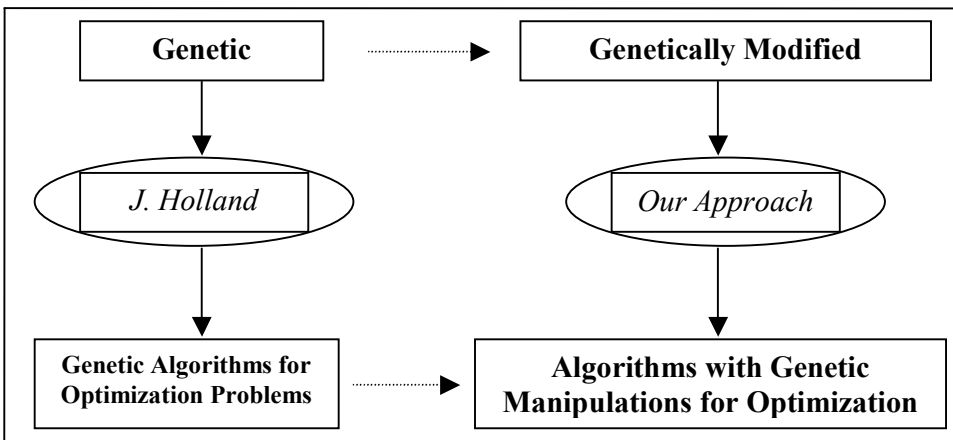 Genetic
Genetically Modified
J. Holland
Our Approach
Genetic Algorithms for
Optimization Problems
Algorithms with Genetic
Manipulations for Optimization